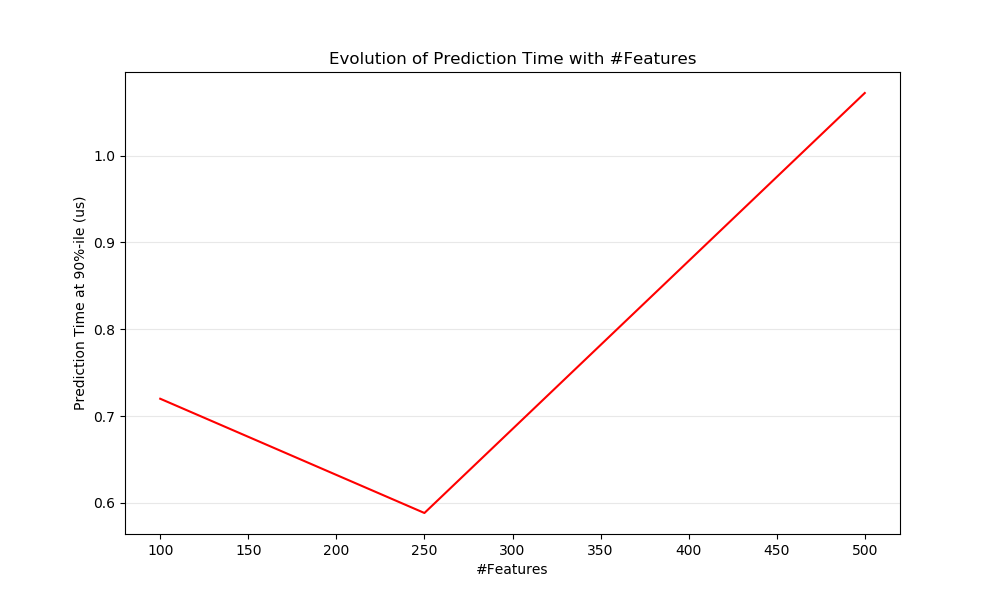 Evolution of Prediction Time with #Features
Prediction Time at 90%-ile (us)
1.0
0.9
0.8
0.7
0.6
100 150 200 250 300 350 400 450 500
#Features